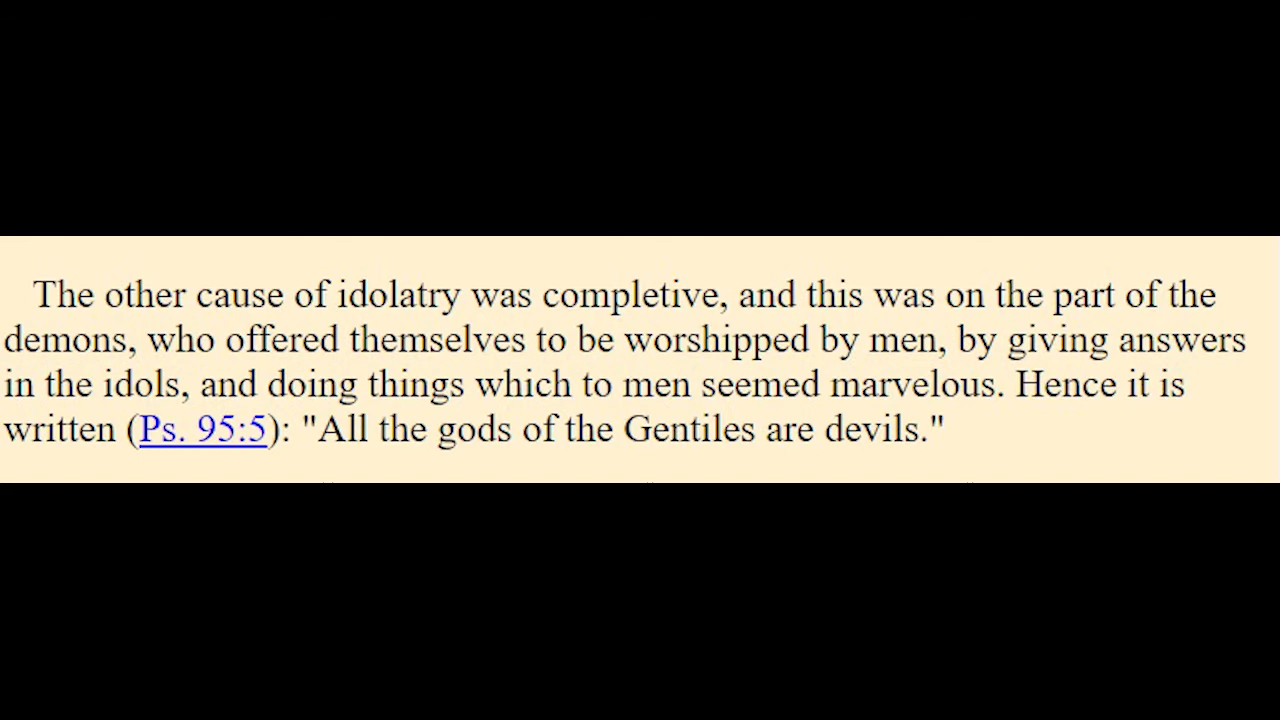 The other cause of idolatry was completive, and this was on the part of the
demons, who offered themselves to be worshipped by men, by giving answers
in the idols, and doing things which to men seemed marvelous. Hence it is
written (Ps. 95:5): "All the gods of the Gentiles are devils."